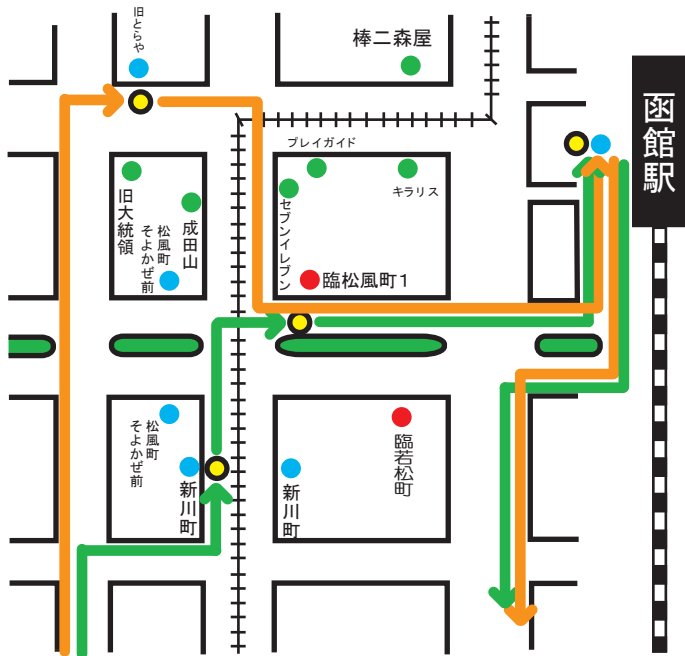 旧とらや
棒二森屋
函館駅
プレイガイド
キラリス
旧大統領
松風町
そよかぜ前
成田山
セブンイレブン
臨松風町1
松風町
そよかぜ前
新川町
新川町
臨若松町